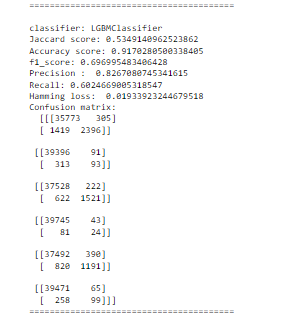 ========================================
classifier: LGBMClassifier
Jaccard score: 0.5349140962523862
Accuracy score: 0.9170280500338405
f1_score: 0.696995483406428
Precision :  0.8267080745341615
Recall: 0.6024669005318547
Hamming loss:  0.01933923244679518
Confusion matrix:
[[[35773   305]
[ 1419  2396]]
[[39396    91]
[  313    93]]
[[37528   222]
[  622  1521]]
[[39745    43]
[   81    24]]
[[37492   390]
[  820  1191]]
[[39471    65]
[  258    99]]]
========================================